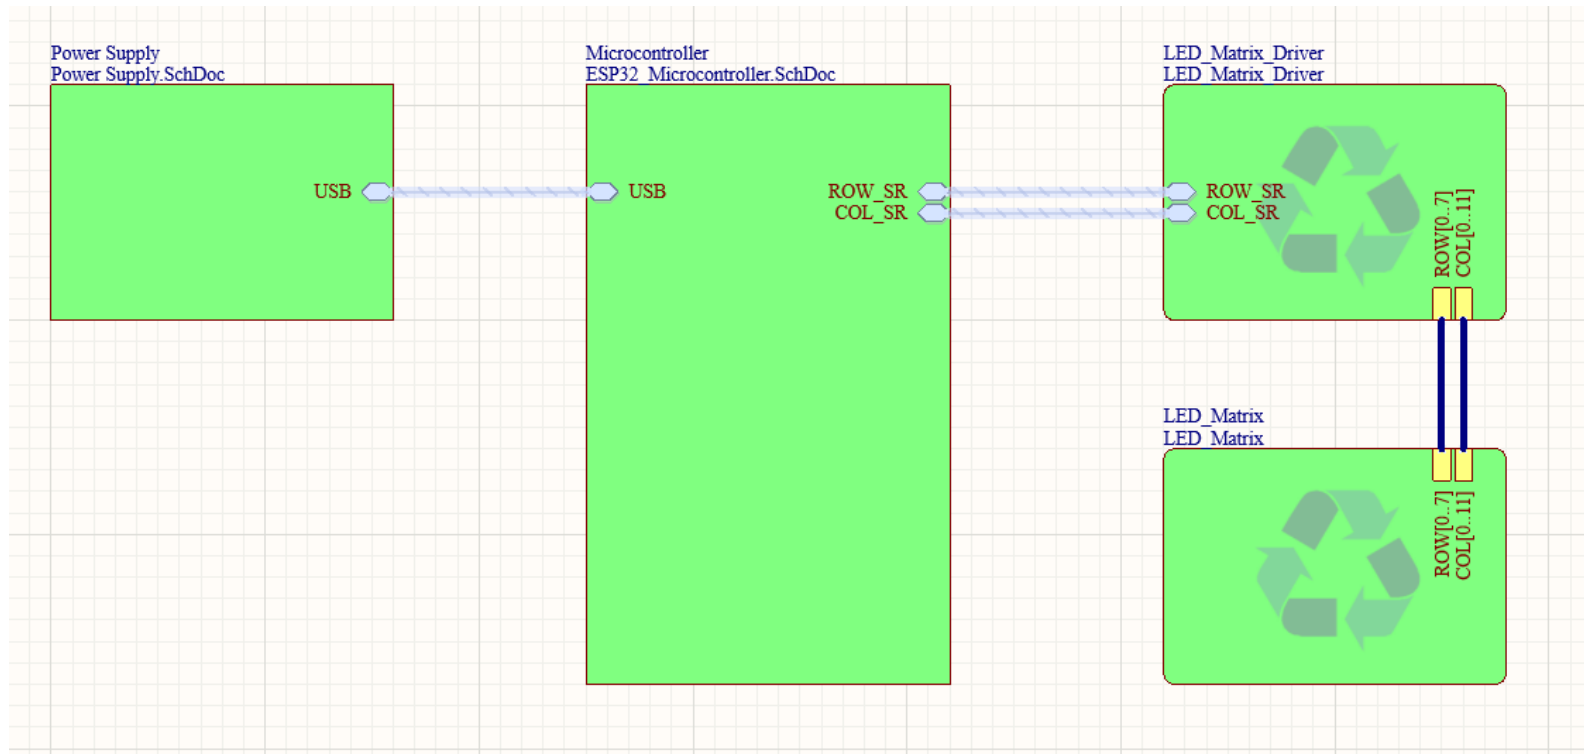 Power Supply
Power Supply.SchDoc
USB
Microcontroller
ESP32_Microcontroller.SchDoc
USB
ROW_SR
COL_SR
LED_Matrix_Driver
LED_Matrix_Driver
ROW_SR
COL_SR
ROW[0..7]
COL[0..11]
LED_Matrix
LED_Matrix
ROW[0..7]
COL[0..11]